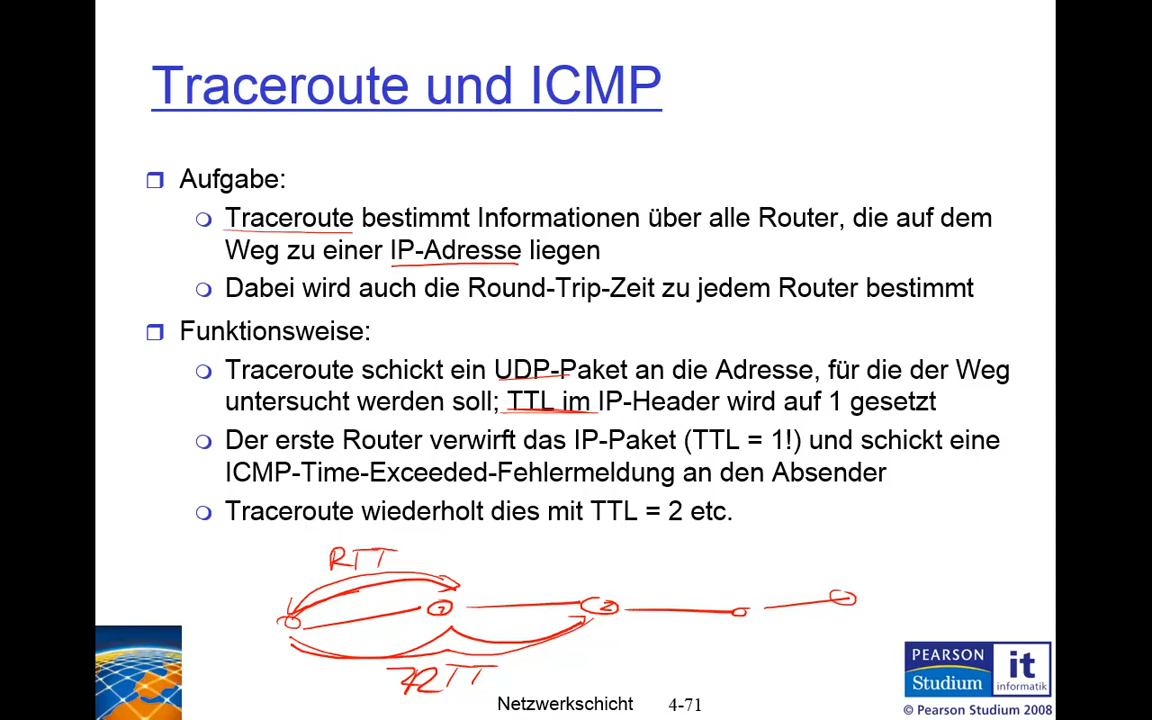 Traceroute und ICMP
Aufgabe:
Traceroute bestimmt Informationen über alle Router, die auf dem
Weg zu einer IP-Adresse liegen
Dabei wird auch die Round-Trip-Zeit zu jedem Router bestimmt
Funktionsweise:
Traceroute schickt ein UDP-Paket an die Adresse, für die der Weg
untersucht werden soll; TTL im IP-Header wird auf 1 gesetzt
Der erste Router verwirft das IP-Paket (TTL = 1!) und schickt eine
ICMP-Time-Exceeded-Fehlermeldung an den Absender
Traceroute wiederholt dies mit TTL = 2 etc.
RTT
1
2
RTT
Netzwerkschicht 4-71
PEARSON
Studium
it
informatik
© Pearson Studium 2008